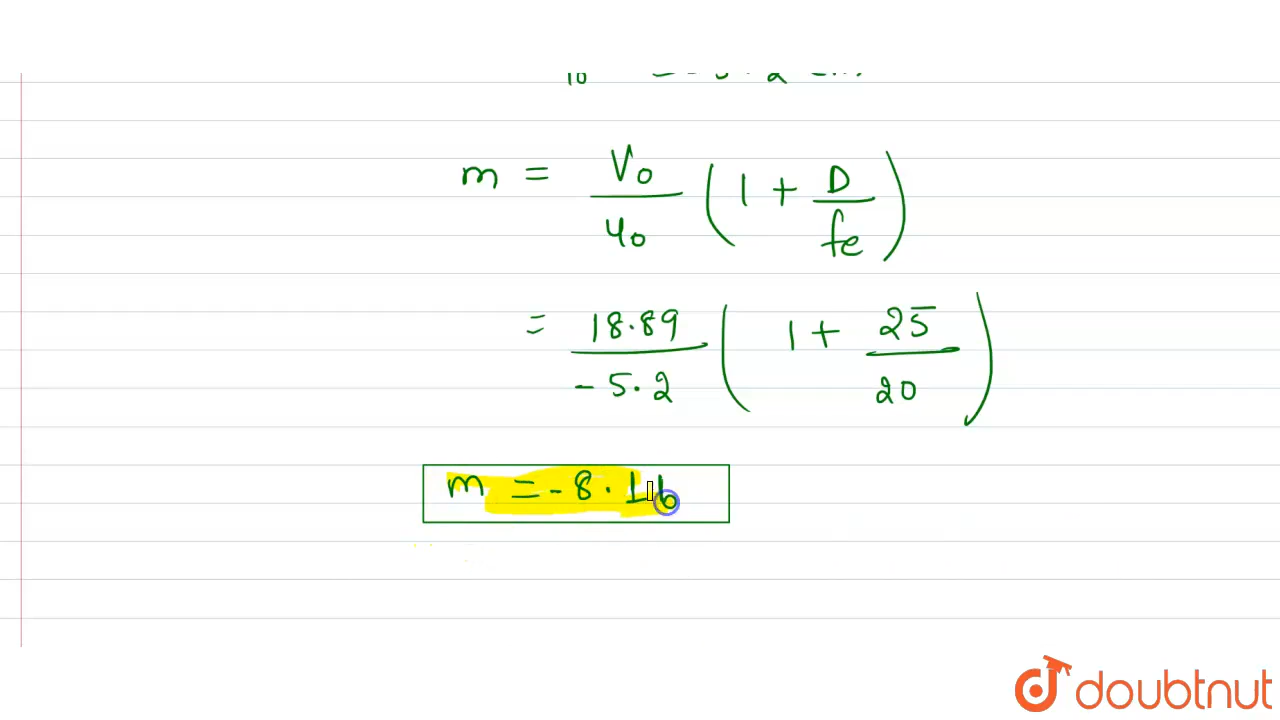 m = V₀/u₀ (1 + D/fe)
= 18.89/-5.2 (1 + 25/20)
m = -8.16
doubtnut